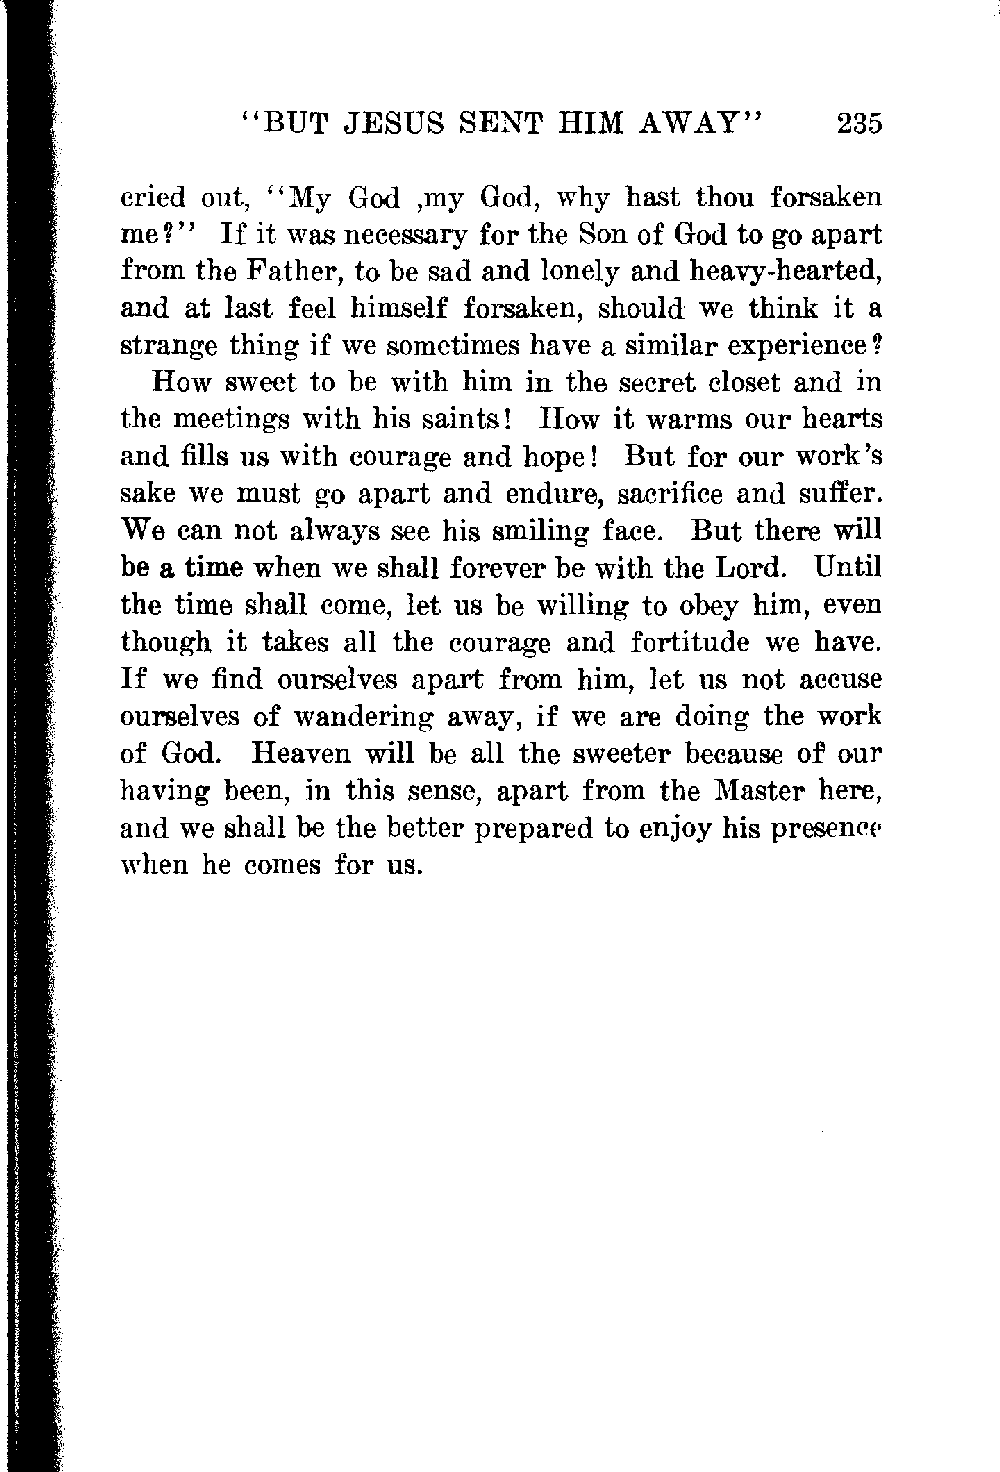 “BUT JESUS SENT HIM AWAY” 235
cried out, “My God ,my God, why hast thou forsaken
me?” If it was necessary for the Son of God to go apart
from the Father, to be sad and lonely and heavy-hearted,
and at last feel himself forsaken, should we think it a
strange thing if we sometimes have a similar experience?
How sweet to be with him in the secret closet and in
the meetings with his saints! How it warms our hearts
and fills us with courage and hope! But for our work's
sake we must go apart and endure, sacrifice and suffer.
We can not always see his smiling face. But there will
be a time when we shall forever be with the Lord. Until
the time shall come, let us be willing to obey him, even
though it takes all the courage and fortitude we have.
If we find ourselves apart from him, let us not accuse
ourselves of wandering away, if we are doing the work
of God. Heaven will be all the sweeter because of our
having been, in this sense, apart from the Master here,
and we shall be the better prepared to enjoy his presence
when he comes for us.